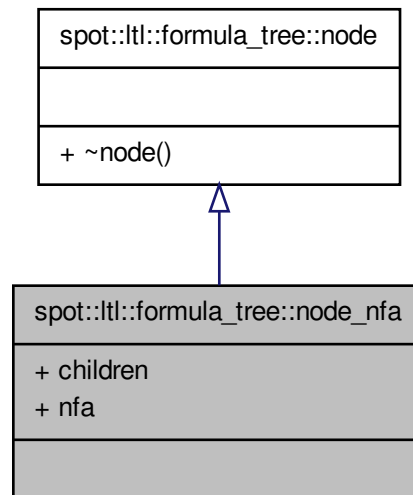 spot::ltl::formula_tree::node
+ ~node()
spot::ltl::formula_tree::node_nfa
+ children
+ nfa